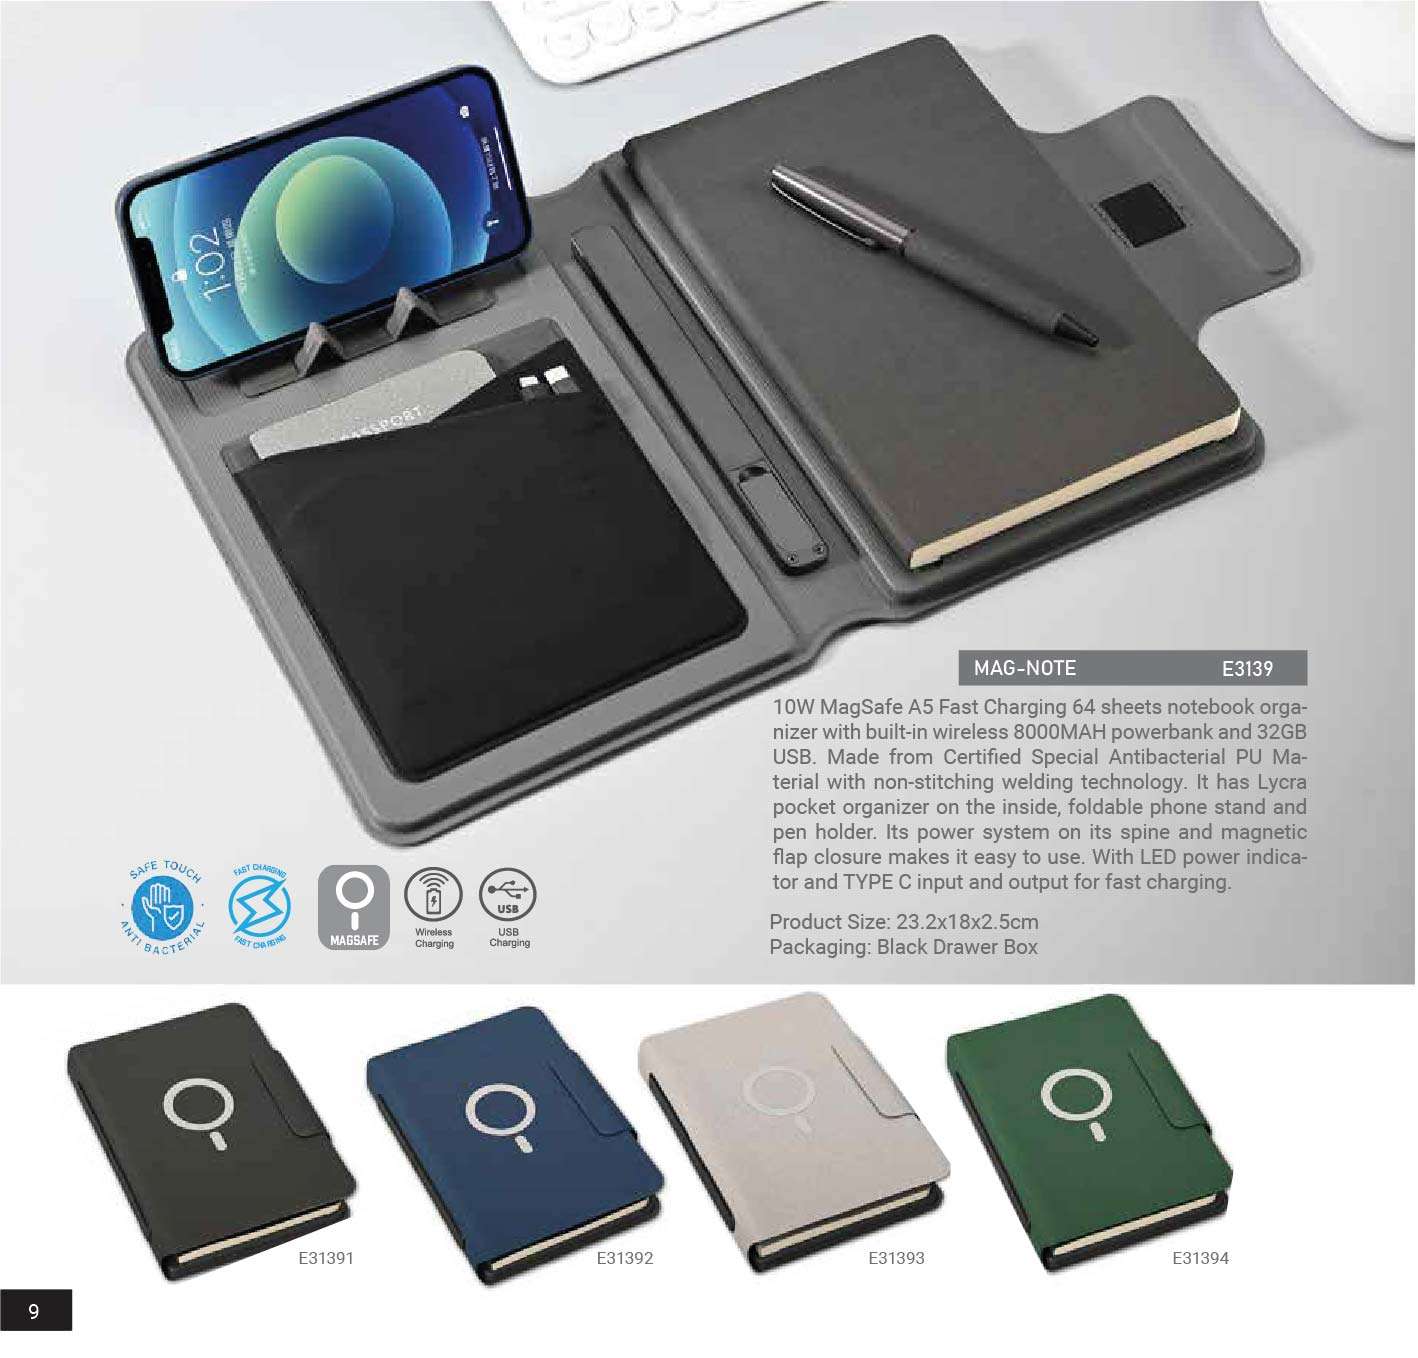 1:02
PASSPORT
MAG-NOTE E3139
10W MagSafe A5 Fast Charging 64 sheets notebook orga-
nizer with built-in wireless 8000MAH powerbank and 32GB
USB. Made from Certified Special Antibacterial PU Ma-
terial with non-stitching welding technology. It has Lycra
pocket organizer on the inside, foldable phone stand and
pen holder. Its power system on its spine and magnetic
flap closure makes it easy to use. With LED power indica-
tor and TYPE C input and output for fast charging.
Product Size: 23.2x18x2.5cm
Packaging: Black Drawer Box
SAFE TOUCH
ANTI BACTERIAL
FAST CHARGING
FAST CHARGING
MAGSAFE
Wireless
Charging
USB
USB
Charging
E31391
E31392
E31393
E31394
9